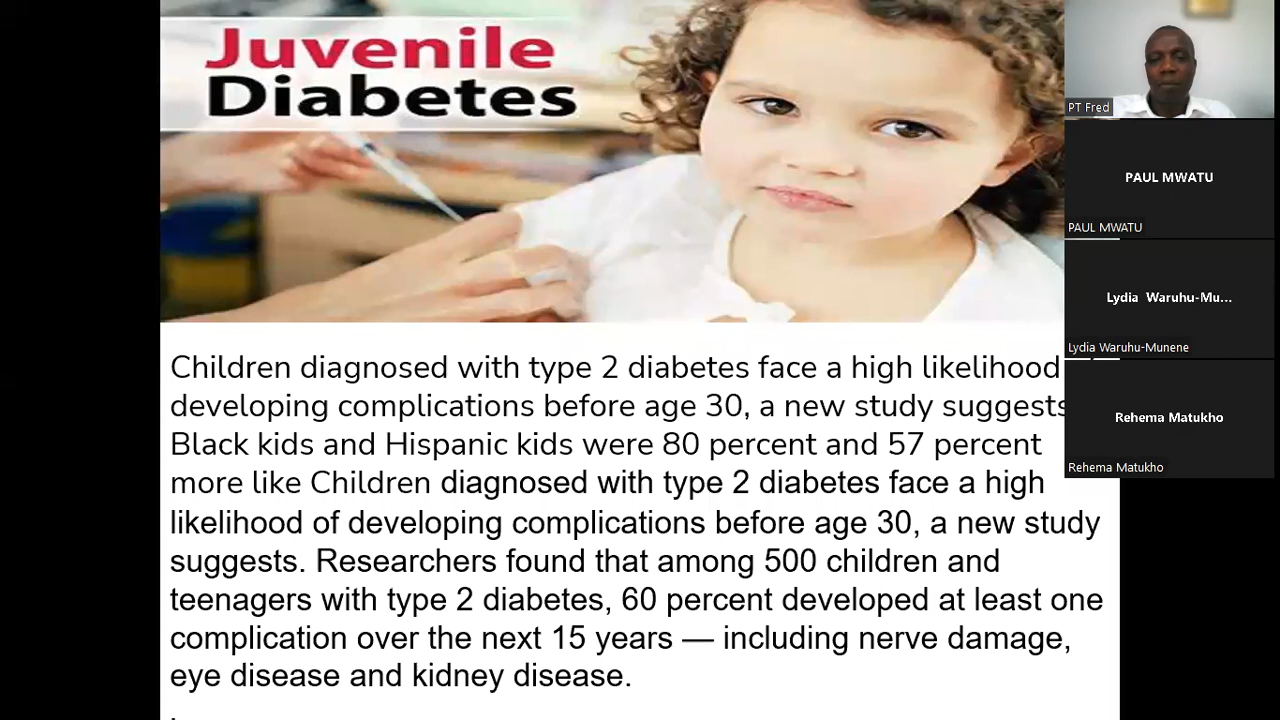 Juvenile
Diabetes
Children diagnosed with type 2 diabetes face a high likelihood
developing complications before age 30, a new study suggests
Black kids and Hispanic kids were 80 percent and 57 percent
more like Children diagnosed with type 2 diabetes face a high
likelihood of developing complications before age 30, a new study
suggests. Researchers found that among 500 children and
teenagers with type 2 diabetes, 60 percent developed at least one
complication over the next 15 years — including nerve damage,
eye disease and kidney disease.
.
PT Fred
PAUL MWATU
PAUL MWATU
Lydia Waruhu-Mu...
Lydia Waruhu-Munene
Rehema Matukho
Rehema Matukho